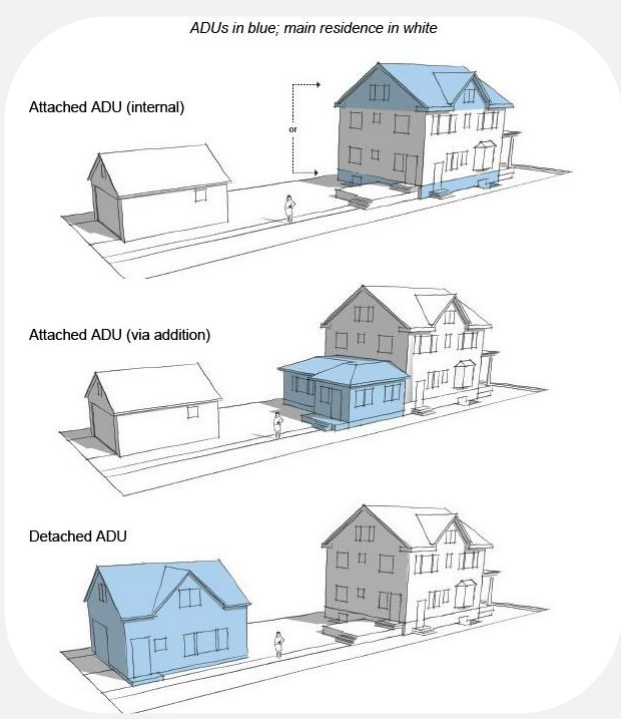 ADUs in blue; main residence in white
Attached ADU (internal)
or
Attached ADU (via addition)
Detached ADU